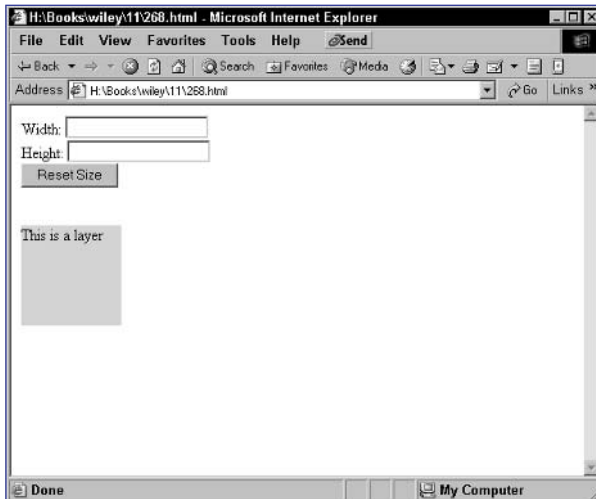 H:\Books\wiley\11\268.html - Microsoft Internet Explorer
File Edit View Favorites Tools Help Send
Back Search Favorites Media
Address H:\Books\wiley\11\268.html Go Links »
Width:
Height:
Reset Size
This is a layer
Done My Computer